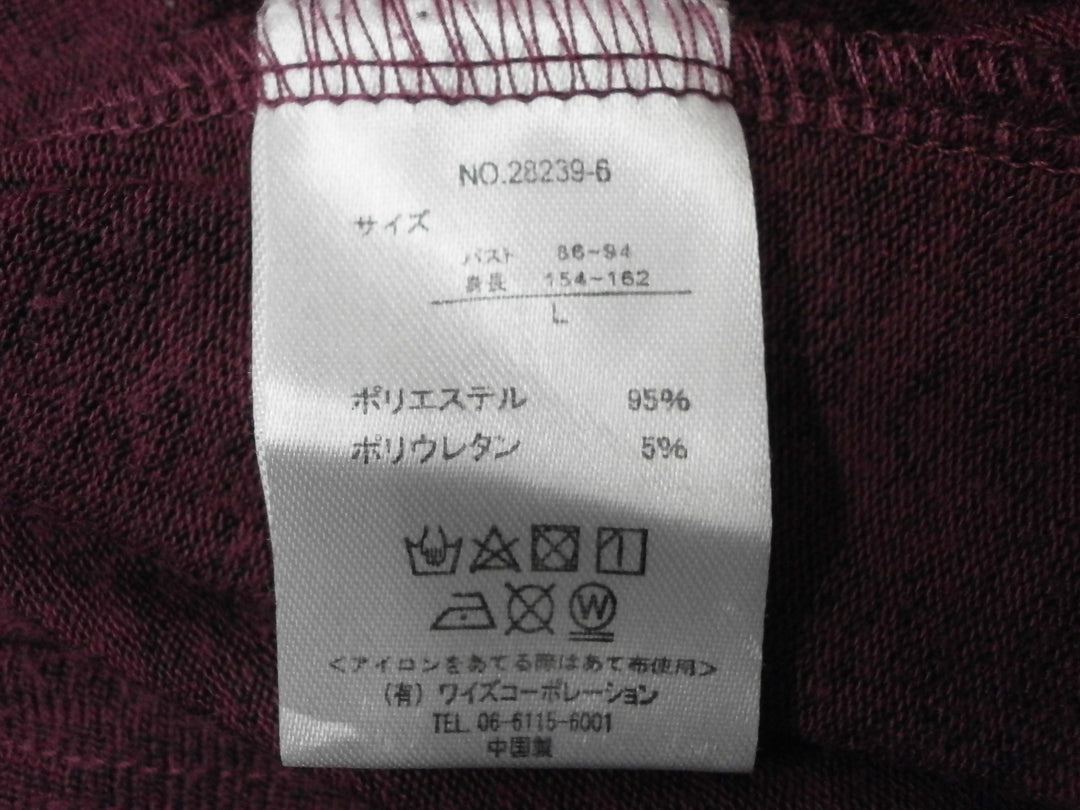 NO.28239-6
サイズ
バスト 86-94
身長 154-162
L
ポリエステル 95%
ポリウレタン 5%
W
<アイロンをあてる際はあて布使用>
(有) ワイズコーポレーション
TEL. 06-6115-6001
中国製